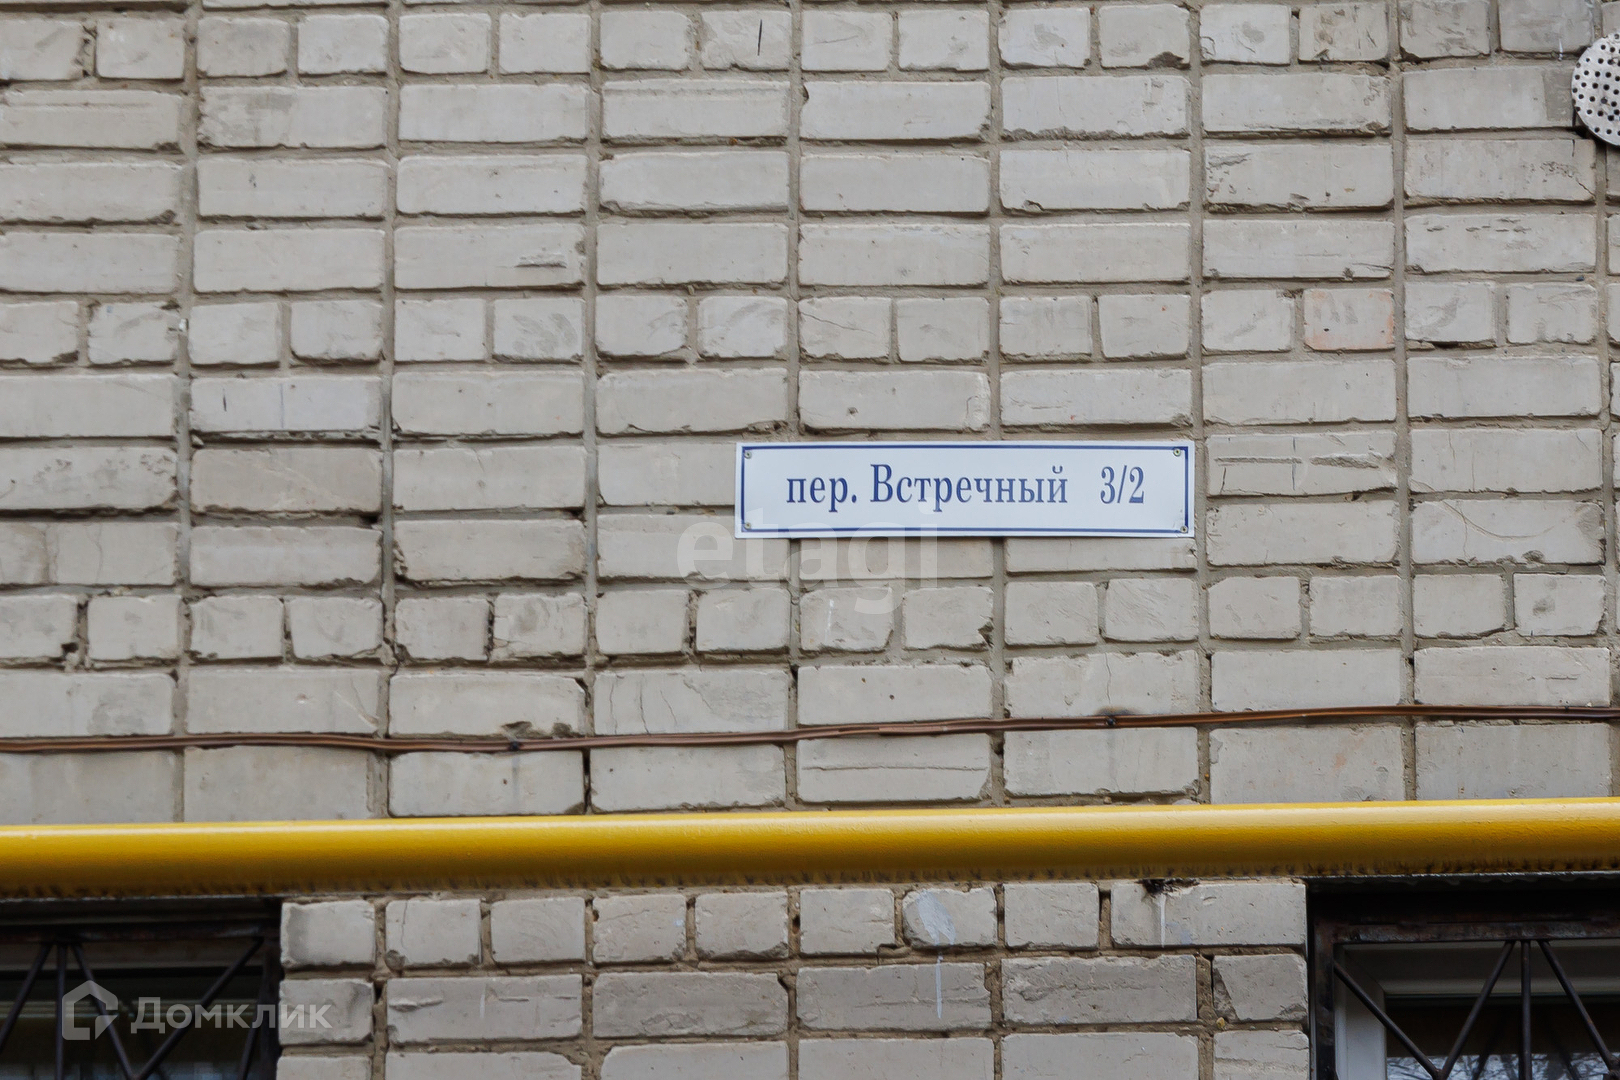 пер. Встречный 3/2
etagi
Домклик